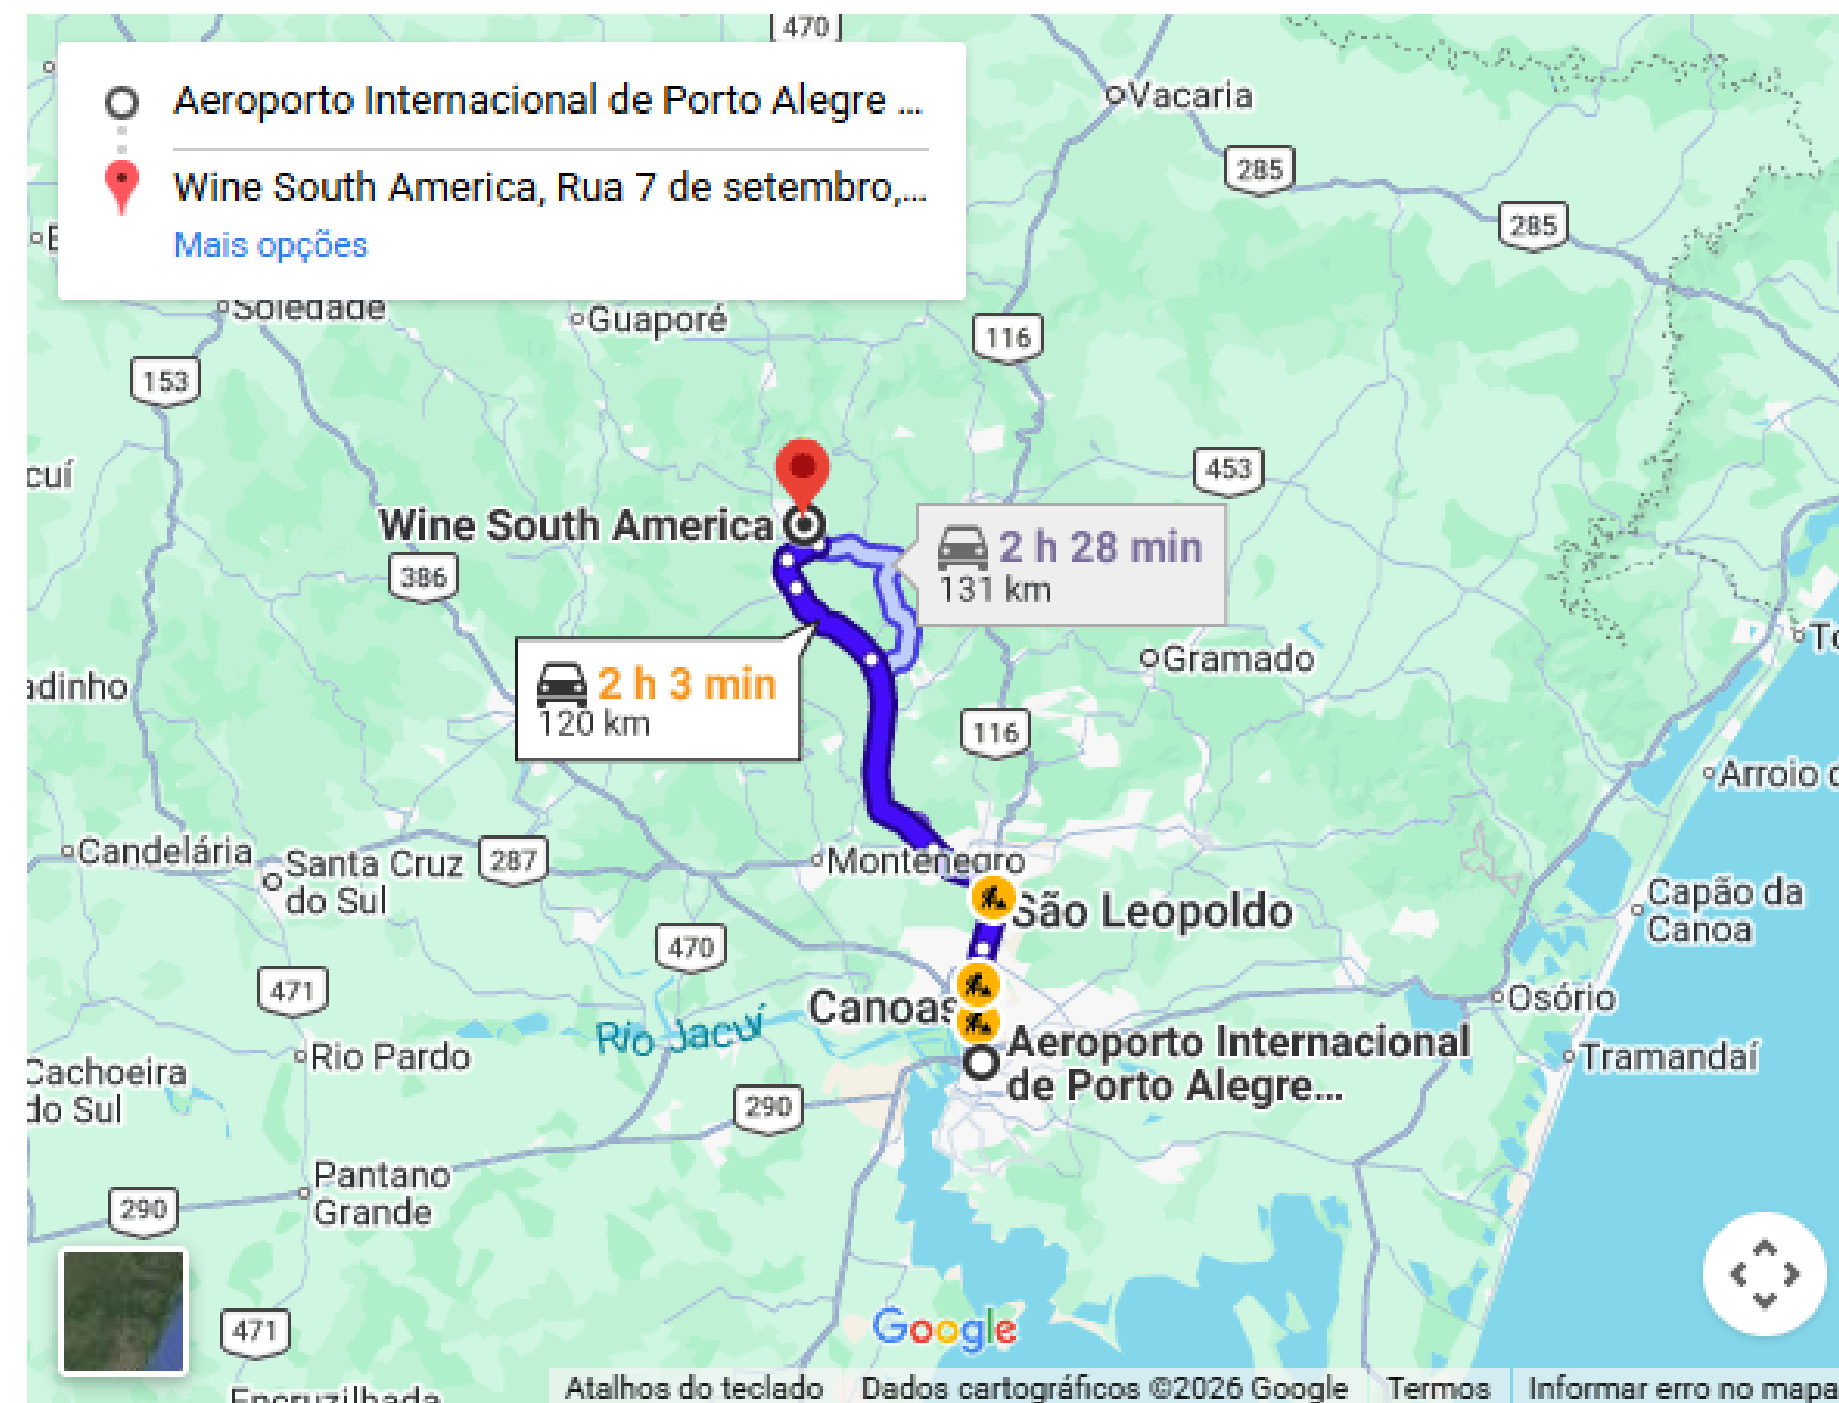 470
Aeroporto Internacional de Porto Alegre ...
Wine South America, Rua 7 de setembro,...
Mais opções
Vacaria
285
285
Soledade
Guaporé
116
153
453
cuí
Wine South America
2 h 28 min
131 km
386
Gramado
adinho
2 h 3 min
120 km
116
Arroio
Candelária
Santa Cruz
do Sul
287
Montenegro
São Leopoldo
Capão da
Canoa
470
471
Canoas
Osório
Rio Jacuí
Rio Pardo
Aeroporto Internacional
de Porto Alegre...
Tramandaí
Cachoeira
do Sul
290
Pantano
Grande
290
471
Google
Encruzilhada
Atalhos do teclado
Dados cartográficos ©2026 Google
Termos
Informar erro no mapa